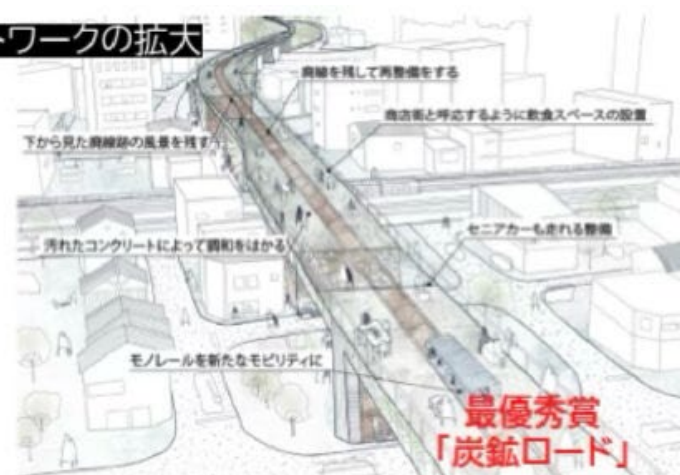 トワークの拡大
廃線を残して再整備をする
商店街と呼応するように飲食スペースの設置
下から見た廃線跡の風景を残す
セニアカーも走れる整備
汚れたコンクリートによって調和をはかる
モノレールを新たなモビリティに
最優秀賞
「炭鉱ロード」